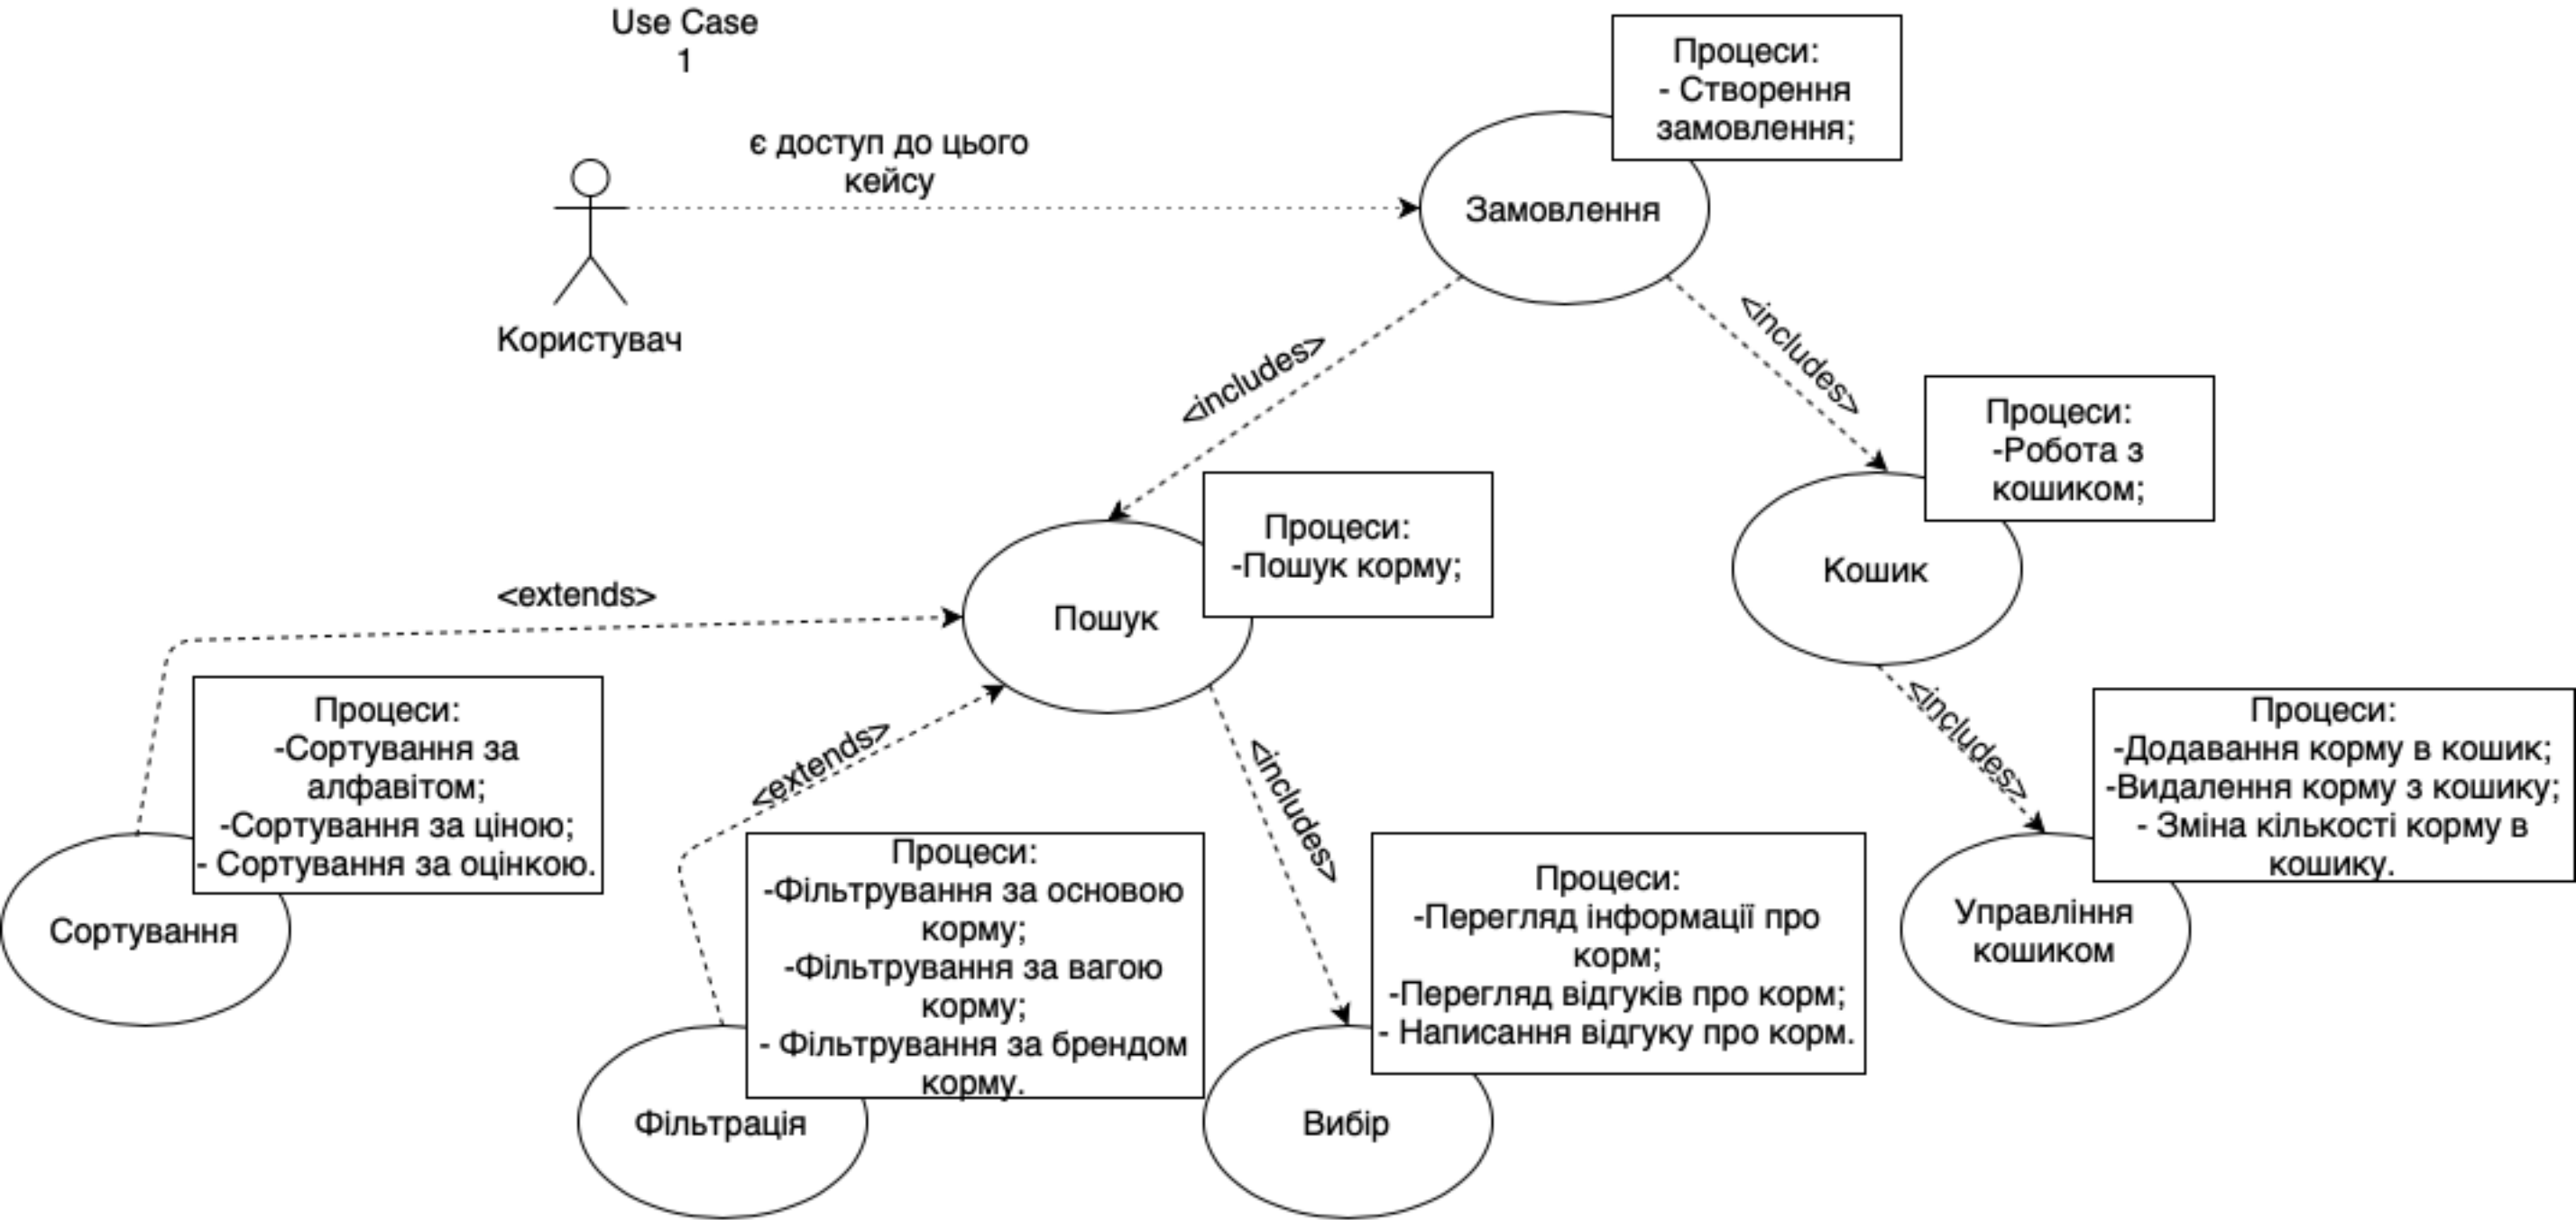 Use Case
1
Процеси:
- Створення
замовлення;
є доступ до цього
кейсу
Замовлення
Користувач
<includes>
<includes>
Процеси:
-Робота з
кошиком;
Процеси:
-Пошук корму;
Кошик
<extends>
Пошук
Процеси:
-Сортування за
алфавітом;
-Сортування за ціною;
- Сортування за оцінкою.
<extends>
<includes>
<includes>
Процеси:
-Додавання корму в кошик;
-Видалення корму з кошику;
- Зміна кількості корму в
кошику.
Процеси:
-Фільтрування за основою
корму;
-Фільтрування за вагою
корму;
- Фільтрування за брендом
корму.
Процеси:
-Перегляд інформації про
корм;
-Перегляд відгуків про корм;
- Написання відгуку про корм.
Сортування
Управління
кошиком
Фільтрація
Вибір